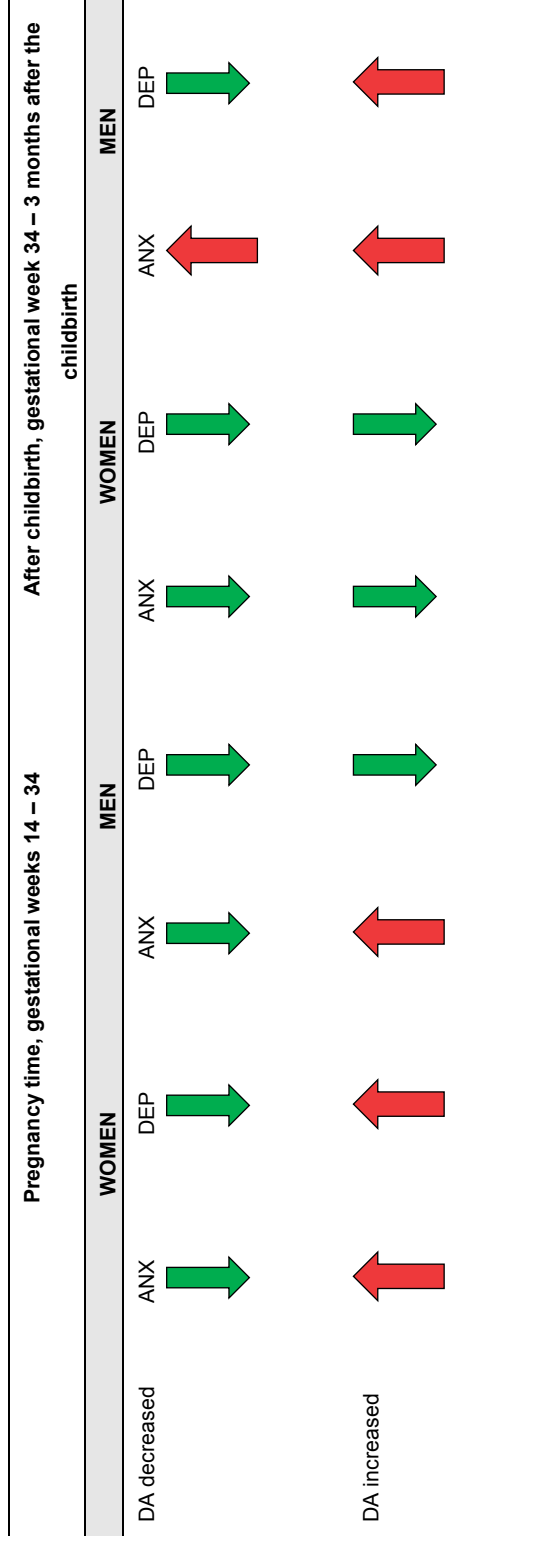 Pregnancy time, gestational weeks 14 – 34 After childbirth, gestational week 34 – 3 months after the
childbirth
WOMEN MEN WOMEN MEN
ANX DEP ANX DEP ANX DEP ANX DEP
DA decreased
DA increased